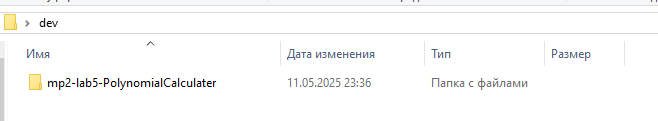 dev
Имя Дата изменения Тип Размер
mp2-lab5-PolynomialCalculater 11.05.2025 23:36 Папка с файлами